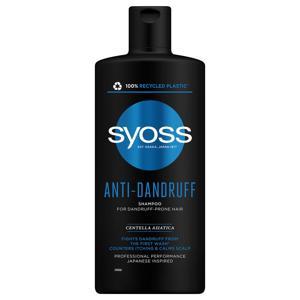 100% RECYCLED PLASTIC*
syoss
ANTI-DANDRUFF
SHAMPOO
FOR DANDRUFF-PRONE HAIR
CENTELLA ASIATICA
FIGHTS DANDRUFF FROM
THE FIRST WASH*
COUNTERS ITCHING & CALMS SCALP
PROFESSIONAL PERFORMANCE
JAPANESE INSPIRED